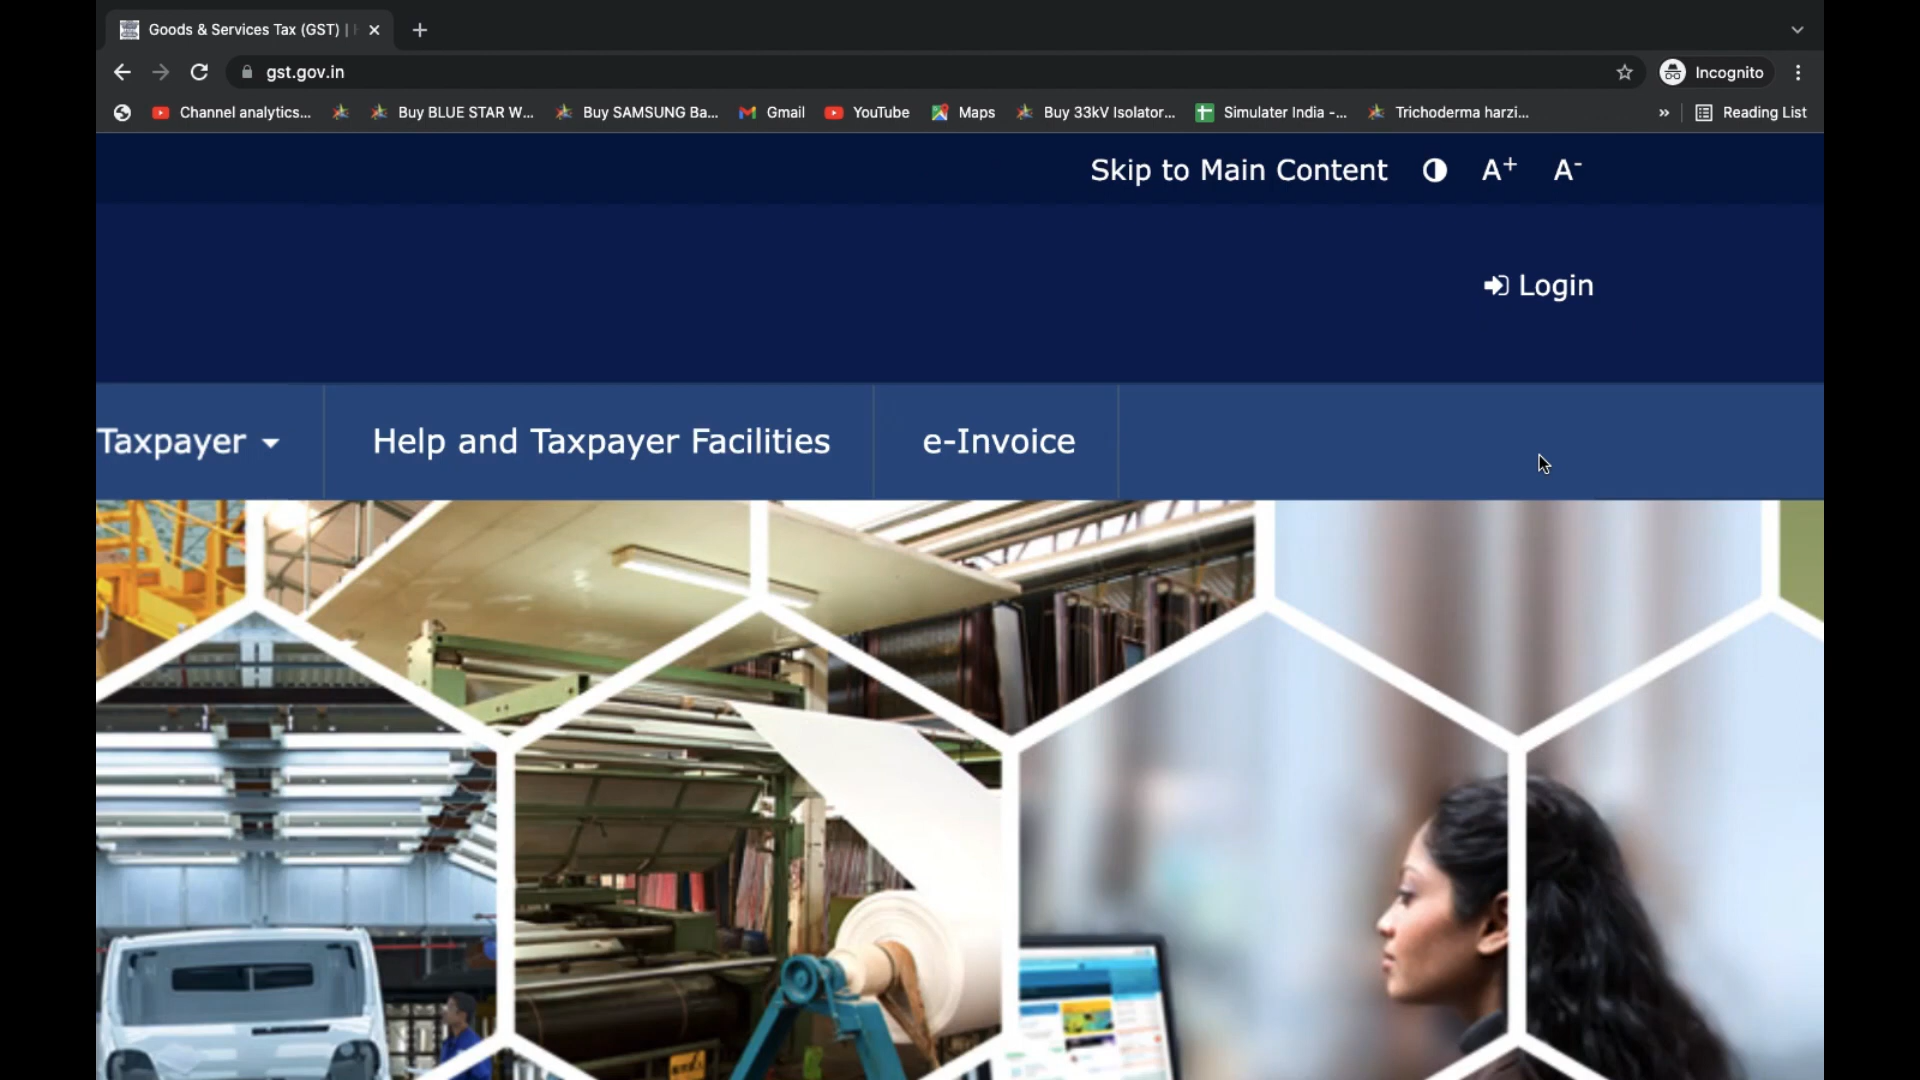 Goods & Services Tax (GST) |
gst.gov.in
Incognito
Channel analytics...
Buy BLUE STAR W...
Buy SAMSUNG Ba...
Gmail
YouTube
Maps
Buy 33kV Isolator...
Simulater India -...
Trichoderma harzi...
»
Reading List
Skip to Main Content
A+
A-
Login
Taxpayer
Help and Taxpayer Facilities
e-Invoice